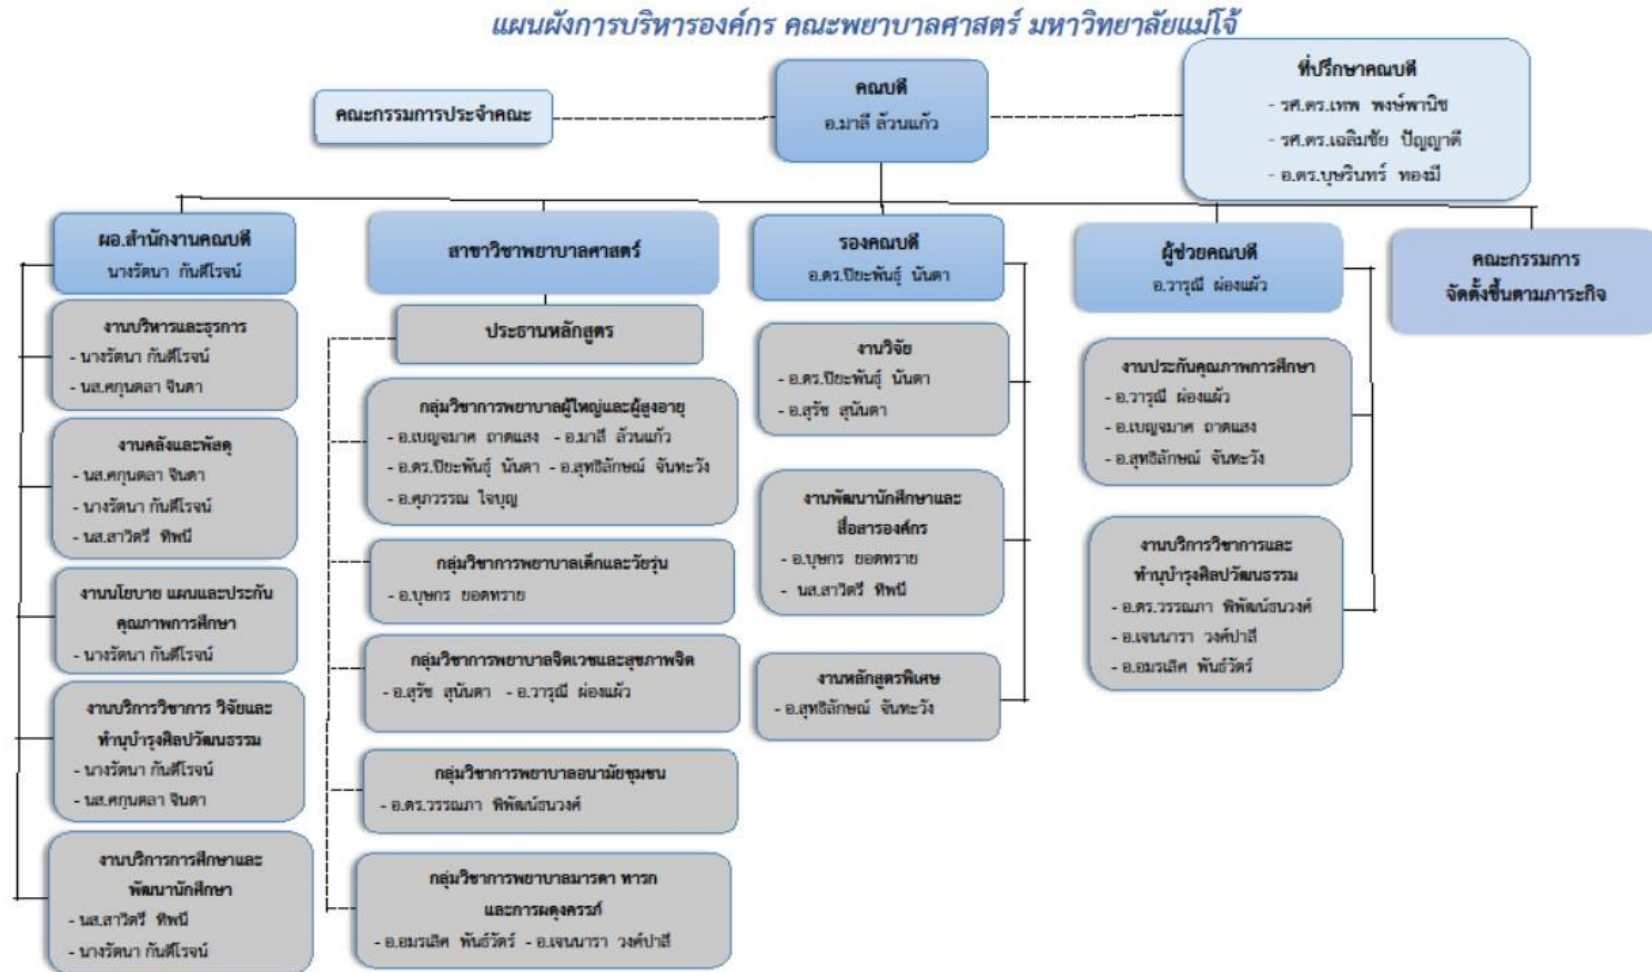 แผนผังการบริหารองค์กร คณะพยาบาลศาสตร์ มหาวิทยาลัยแม่โจ้
คณะกรรมการประจำคณะ
คณบดี
อ.มาลี ล้วนแก้ว
ที่ปรึกษาคณบดี
- รศ.ดร.เทพ พงษ์พานิช
- รศ.ดร.เฉลิมชัย ปัญญาดี
- อ.ดร.บุษรินทร์ ทองมี
ผอ.สำนักงานคณบดี
นางรัตนา กันตีโรจน์
งานบริหารและธุรการ
- นางรัตนา กันตีโรจน์
- นส.ศกุนตลา จินดา
งานคลังและพัสดุ
- นส.ศกุนตลา จินดา
- นางรัตนา กันตีโรจน์
- นส.สาวิตรี ทิพนี
งานนโยบาย แผนและประกัน
คุณภาพการศึกษา
- นางรัตนา กันตีโรจน์
งานบริการวิชาการ วิจัยและ
ทำนุบำรุงศิลปวัฒนธรรม
- นางรัตนา กันตีโรจน์
- นส.ศกุนตลา จินดา
งานบริการการศึกษาและ
พัฒนานักศึกษา
- นส.สาวิตรี ทิพนี
- นางรัตนา กันตีโรจน์
สาขาวิชาพยาบาลศาสตร์
ประธานหลักสูตร
กลุ่มวิชาการพยาบาลผู้ใหญ่และผู้สูงอายุ
- อ.เบญจมาศ ถาดแสง - อ.มาลี ล้วนแก้ว
- อ.ดร.ปิยะพันธุ์ นันตา - อ.สุทธิลักษณ์ จันทะวัง
- อ.ศุภวรรณ ใจบุญ
กลุ่มวิชาการพยาบาลเด็กและวัยรุ่น
- อ.บุษกร ยอดทราย
กลุ่มวิชาการพยาบาลจิตเวชและสุขภาพจิต
- อ.สุรัช สุนันตา - อ.วารุณี ผ่องแผ้ว
กลุ่มวิชาการพยาบาลอนามัยชุมชน
- อ.ดร.วรรณภา พิพัฒน์ธนวงศ์
กลุ่มวิชาการพยาบาลมารดา ทารก
และการผดุงครรภ์
- อ.อมรเลิศ พันธ์วัตร์ - อ.เจนนารา วงศ์ปาลี
รองคณบดี
อ.ดร.ปิยะพันธุ์ นันตา
งานวิจัย
- อ.ดร.ปิยะพันธุ์ นันตา
- อ.สุรัช สุนันตา
งานพัฒนานักศึกษาและ
สื่อสารองค์กร
- อ.บุษกร ยอดทราย
- นส.สาวิตรี ทิพนี
งานหลักสูตรพิเศษ
- อ.สุทธิลักษณ์ จันทะวัง
ผู้ช่วยคณบดี
อ.วารุณี ผ่องแผ้ว
งานประกันคุณภาพการศึกษา
- อ.วารุณี ผ่องแผ้ว
- อ.เบญจมาศ ถาดแสง
- อ.สุทธิลักษณ์ จันทะวัง
งานบริการวิชาการและ
ทำนุบำรุงศิลปวัฒนธรรม
- อ.ดร.วรรณภา พิพัฒน์ธนวงศ์
- อ.เจนนารา วงศ์ปาลี
- อ.อมรเลิศ พันธ์วัตร์
คณะกรรมการ
จัดตั้งขึ้นตามภาระกิจ